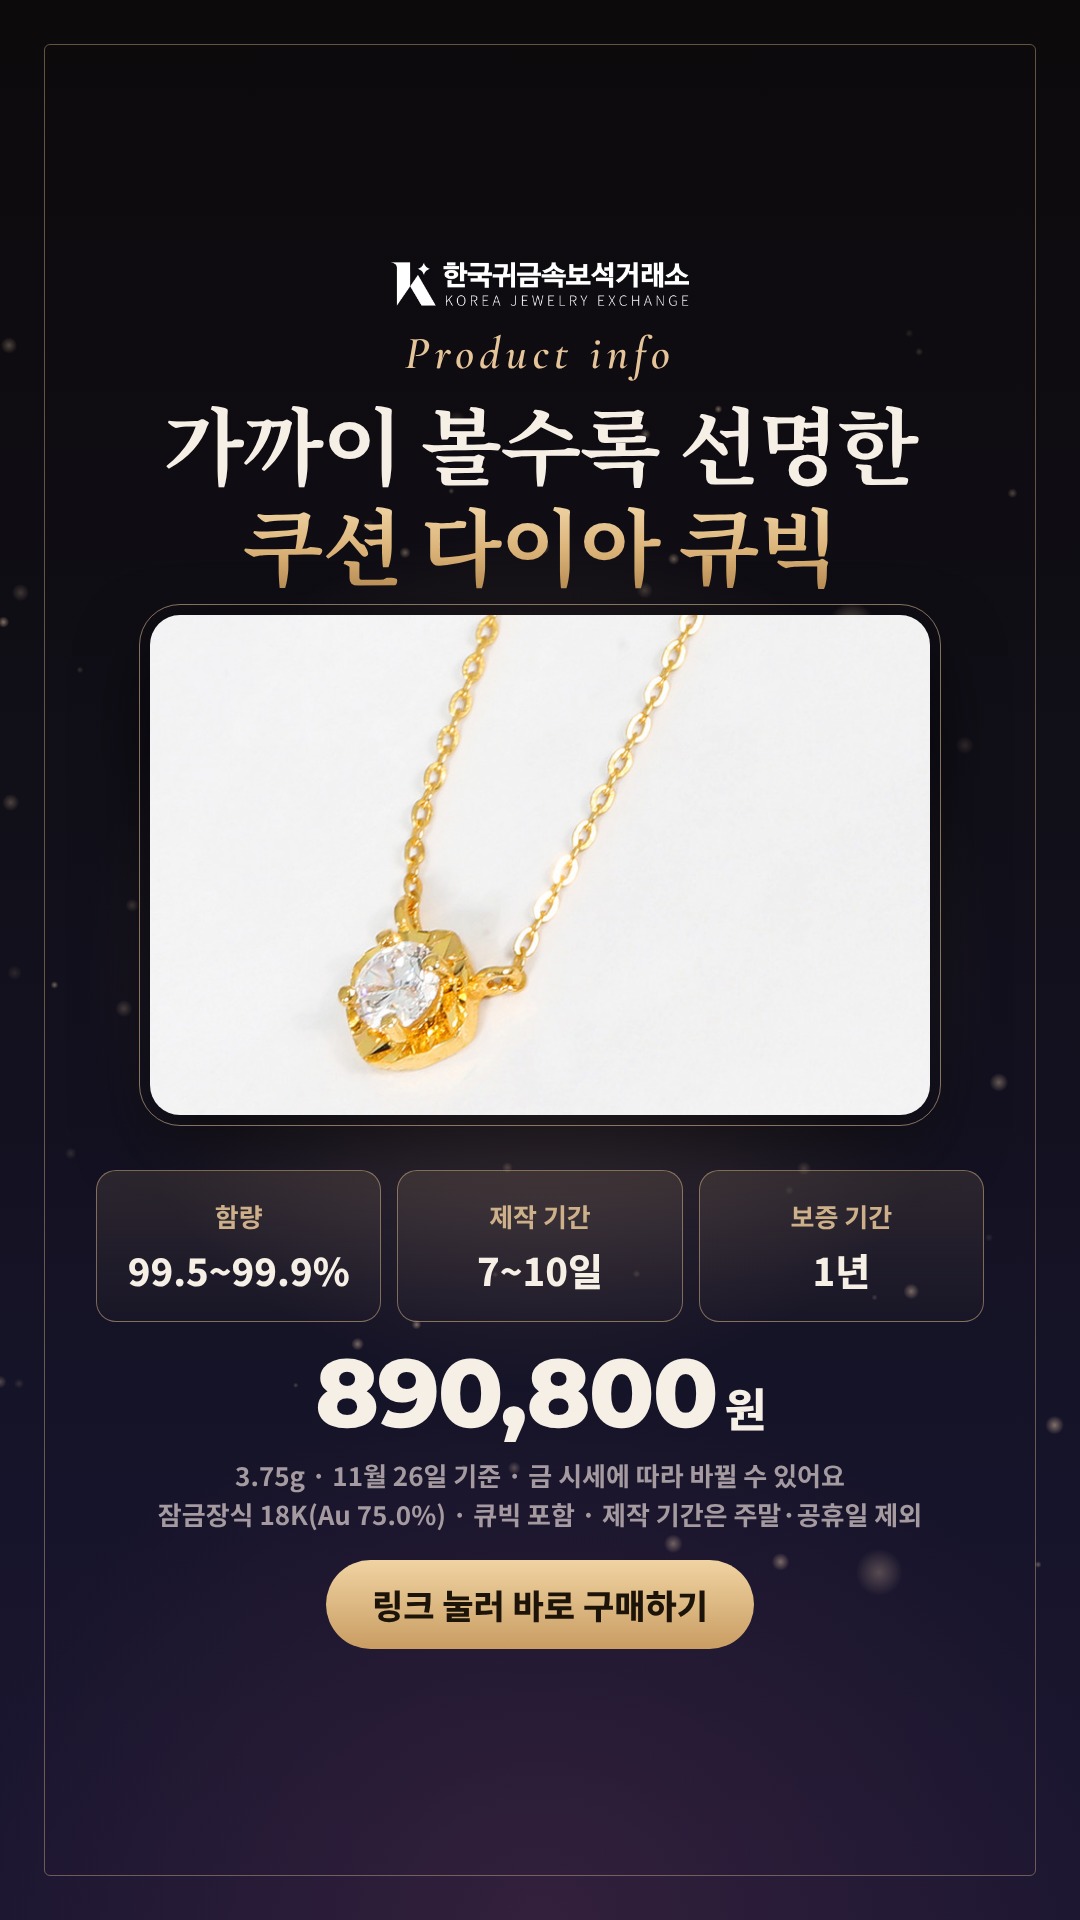 한국귀금속보석거래소
KOREA JEWELRY EXCHANGE
Product info
가까이 볼수록 선명한
쿠션 다이아 큐빅
함량
99.5~99.9%
제작 기간
7~10일
보증 기간
1년
890,800원
3.75g · 11월 26일 기준 · 금 시세에 따라 바뀔 수 있어요
잠금장식 18K(Au 75.0%) · 큐빅 포함 · 제작 기간은 주말·공휴일 제외
링크 눌러 바로 구매하기